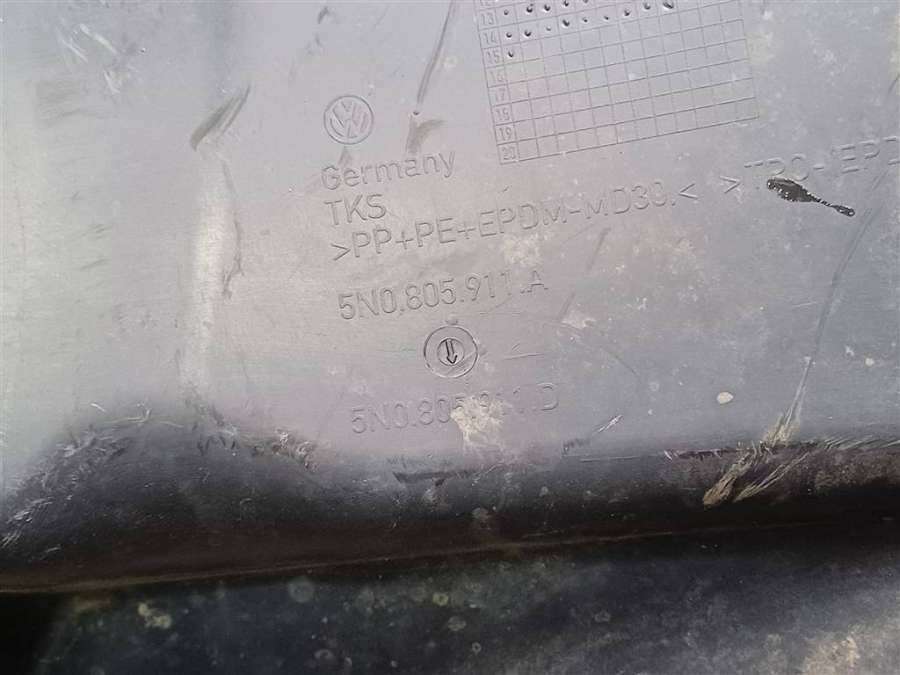 13
14
15
16
17
18
19
20
Germany
TKS
>PP+PE+EPDM-MD30.< >TPO-EPD
5N0.805.911.A
5N0.805.911.D